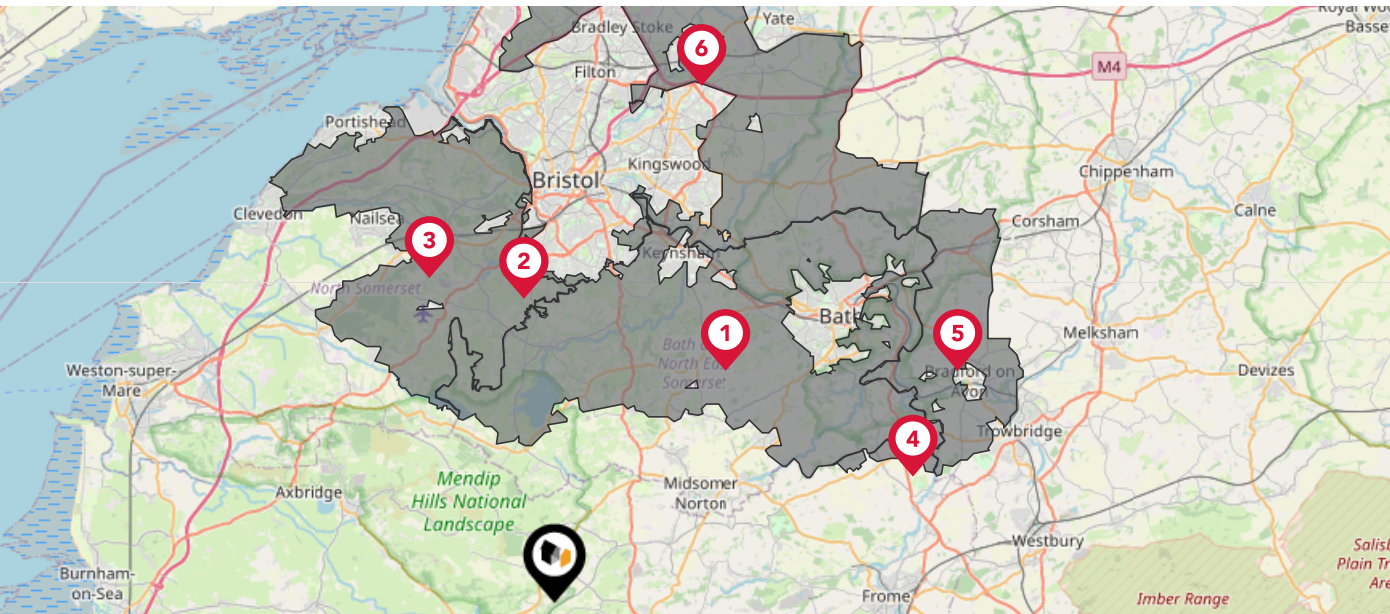 Bradley Stoke
Yate
Royal Woo
Basse
6
Filton
M4
Portishead
Kingswood
Chippenham
Bristol
Clevedon
Nailsea
Calne
Corsham
3
2
Keynsham
North Somerset
1
Bath
5
Melksham
Bath
North Eas
Somerset
Weston-super-
Mare
Bradford on
Avon
Devizes
4
Trowbridge
Mendip
Hills National
Landscape
Axbridge
Midsomer
Norton
Westbury
Salisb
Plain Tr
Are
Burnham-
on-Sea
Frome
Imber Range